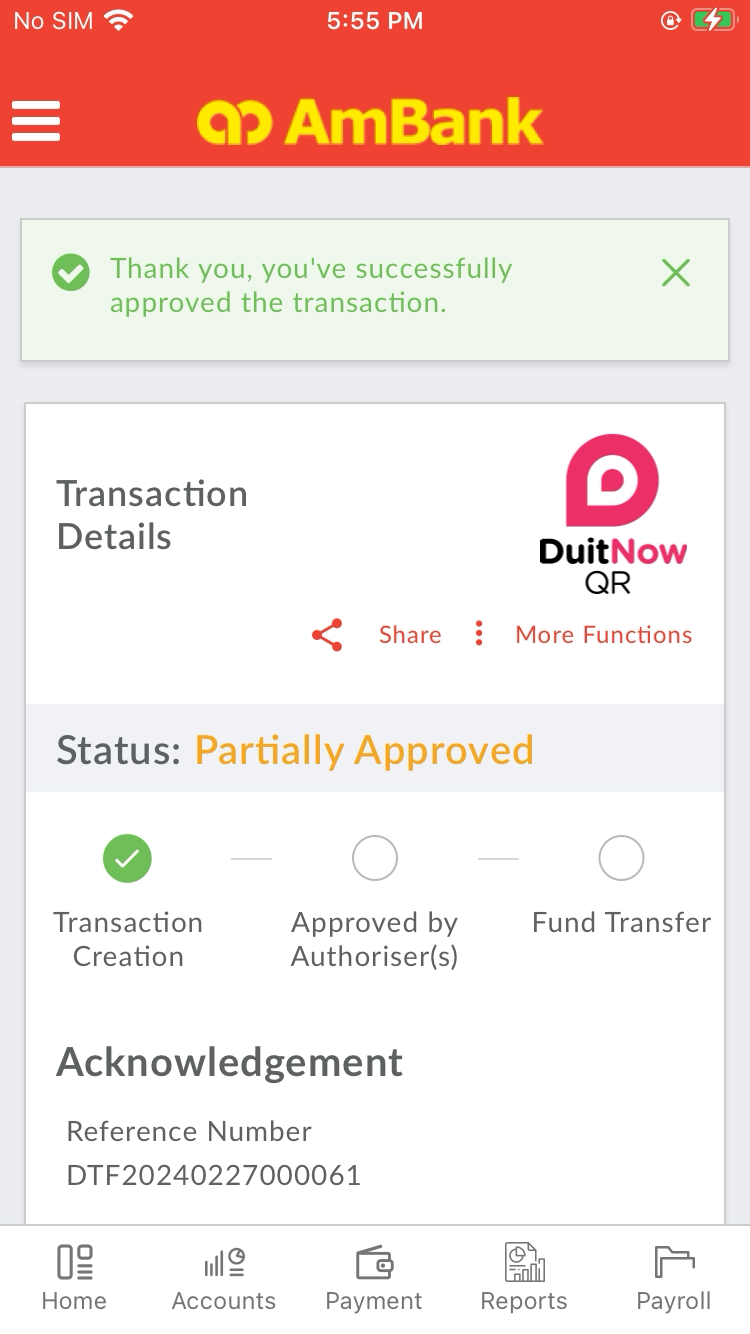 No SIM 5:55 PM
AmBank
Thank you, you've successfully
approved the transaction.
Transaction
Details
DuitNow
QR
Share More Functions
Status: Partially Approved
Transaction
Creation
Approved by
Authoriser(s)
Fund Transfer
Acknowledgement
Reference Number
DTF20240227000061
Home Accounts Payment Reports Payroll